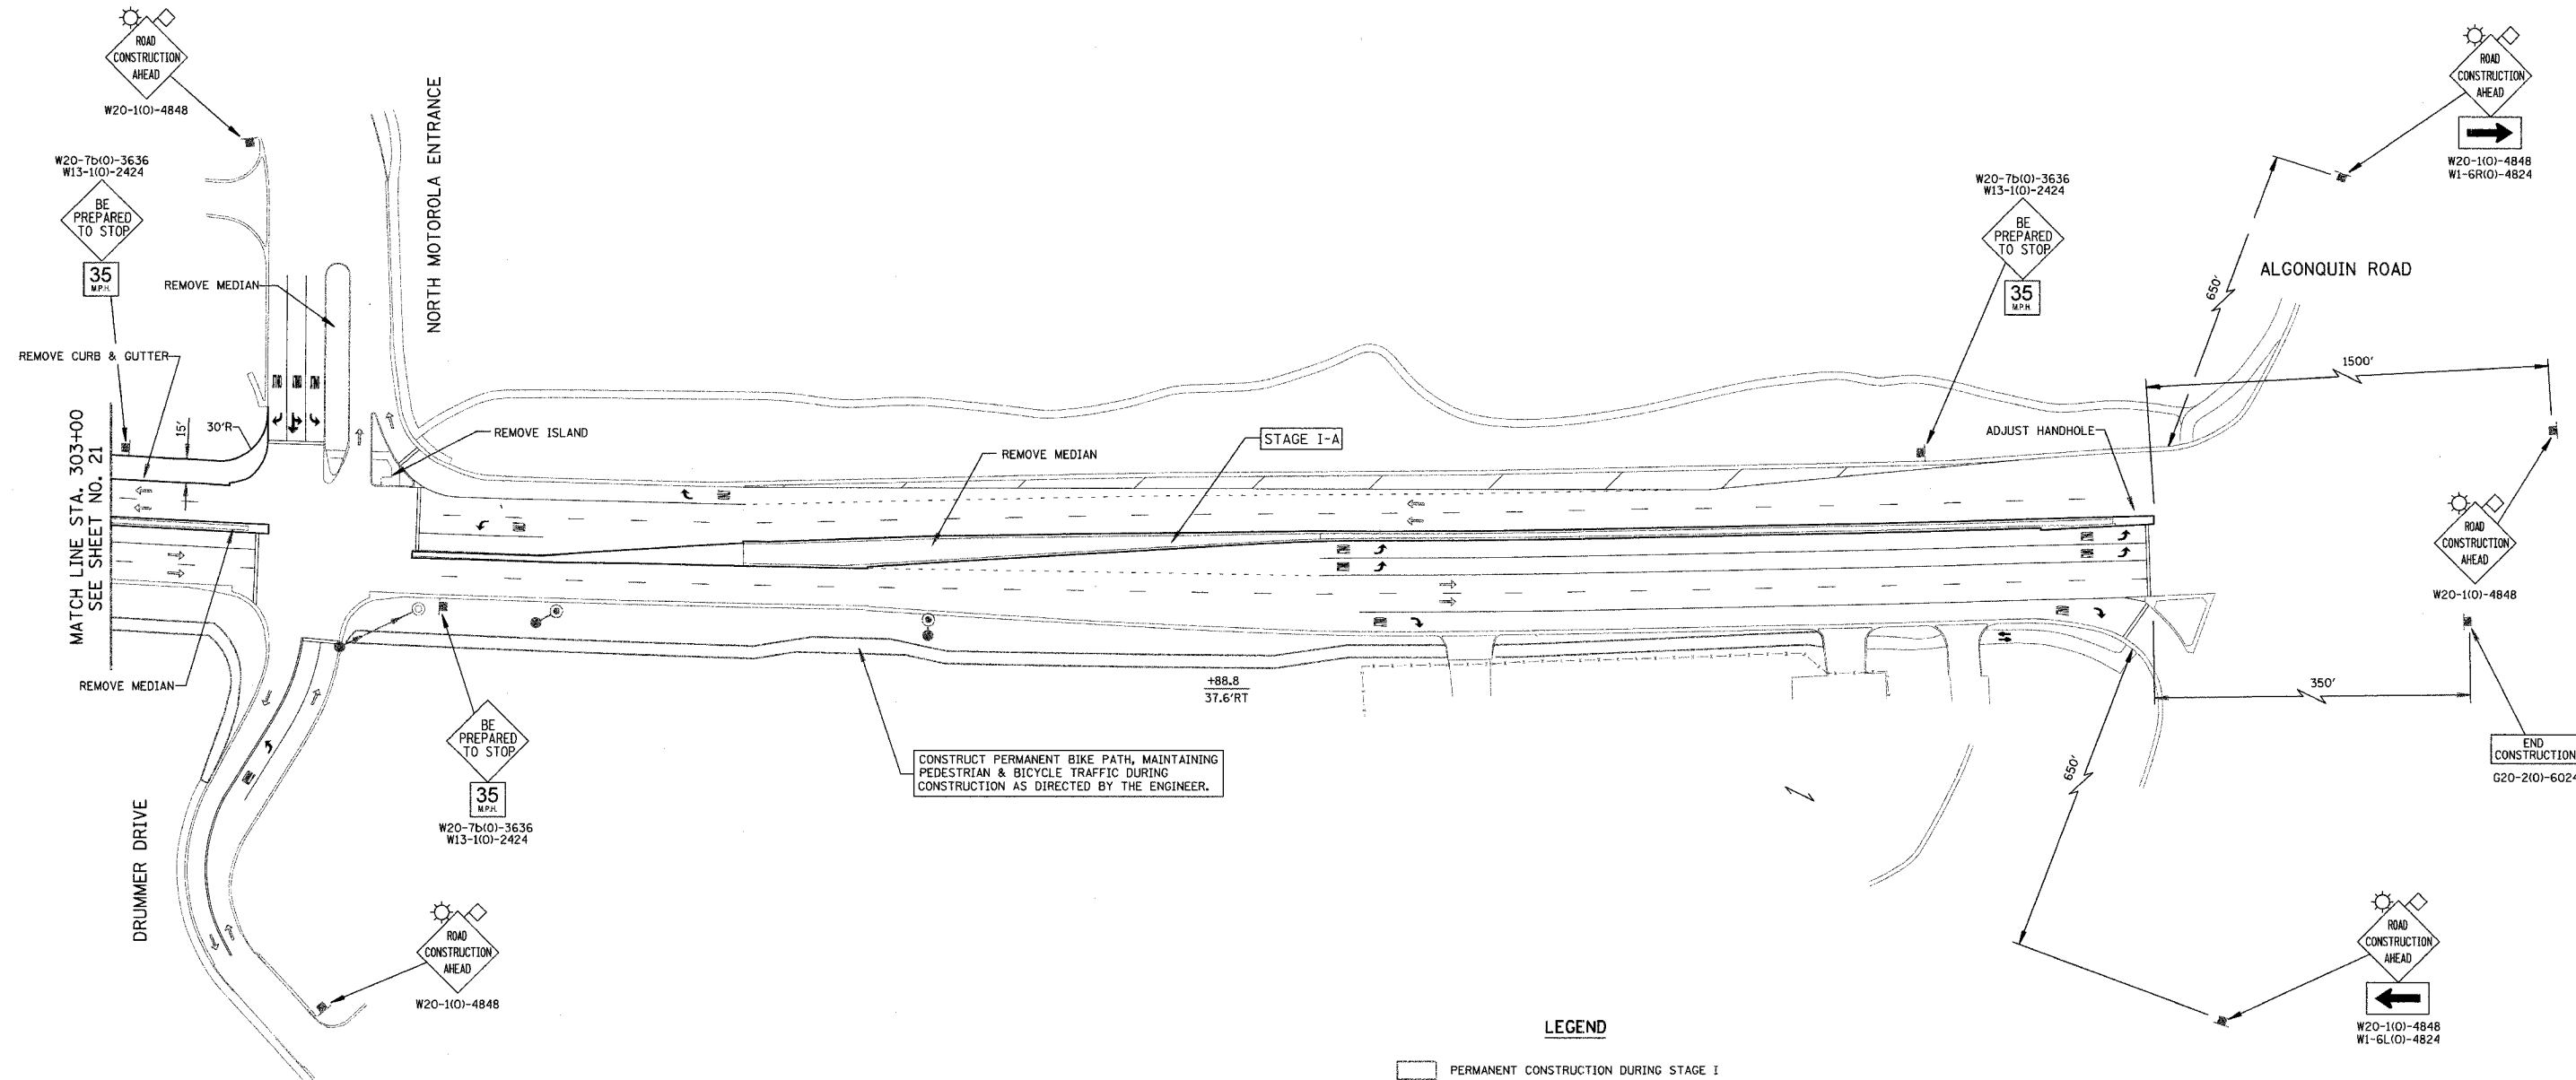 ROAD
CONSTRUCTION
AHEAD
W20-1(O)-4848
W20-7b(O)-3636
W13-1(O)-2424
BE
PREPARED
TO STOP
35
M.P.H.
REMOVE MEDIAN
REMOVE CURB & GUTTER
15'
30'R
MATCH LINE STA. 303+00
SEE SHEET NO. 21
REMOVE MEDIAN
DRUMMER DRIVE
NORTH MOTOROLA ENTRANCE
REMOVE ISLAND
REMOVE MEDIAN
STAGE I-A
BE
PREPARED
TO STOP
35
M.P.H.
W20-7b(O)-3636
W13-1(O)-2424
ROAD
CONSTRUCTION
AHEAD
W20-1(O)-4848
CONSTRUCT PERMANENT BIKE PATH, MAINTAINING
PEDESTRIAN & BICYCLE TRAFFIC DURING
CONSTRUCTION AS DIRECTED BY THE ENGINEER.
+88.8
37.6'RT
W20-7b(O)-3636
W13-1(O)-2424
BE
PREPARED
TO STOP
35
M.P.H.
ADJUST HANDHOLE
ROAD
CONSTRUCTION
AHEAD
W20-1(O)-4848
W1-6R(O)-4824
650'
ALGONQUIN ROAD
1500'
ROAD
CONSTRUCTION
AHEAD
W20-1(O)-4848
350'
END
CONSTRUCTION
G20-2(O)-6024
650'
ROAD
CONSTRUCTION
AHEAD
W20-1(O)-4848
W1-6L(O)-4824
LEGEND
PERMANENT CONSTRUCTION DURING STAGE I